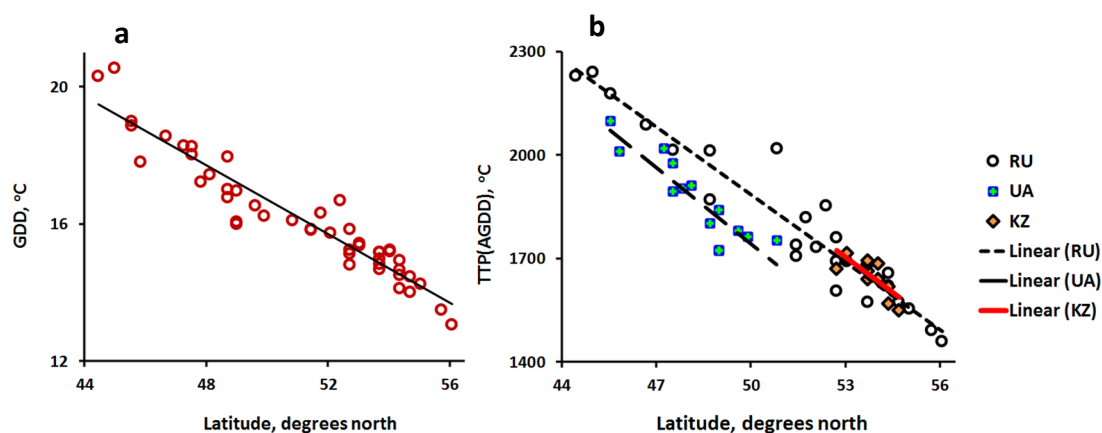 a
GDD, °C
20
16
12
44 48 52 56
Latitude, degrees north
b
TTP(AGDD), °C
2300
2000
1700
1400
44 47 50 53 56
Latitude, degrees north
RU
UA
KZ
Linear (RU)
Linear (UA)
Linear (KZ)